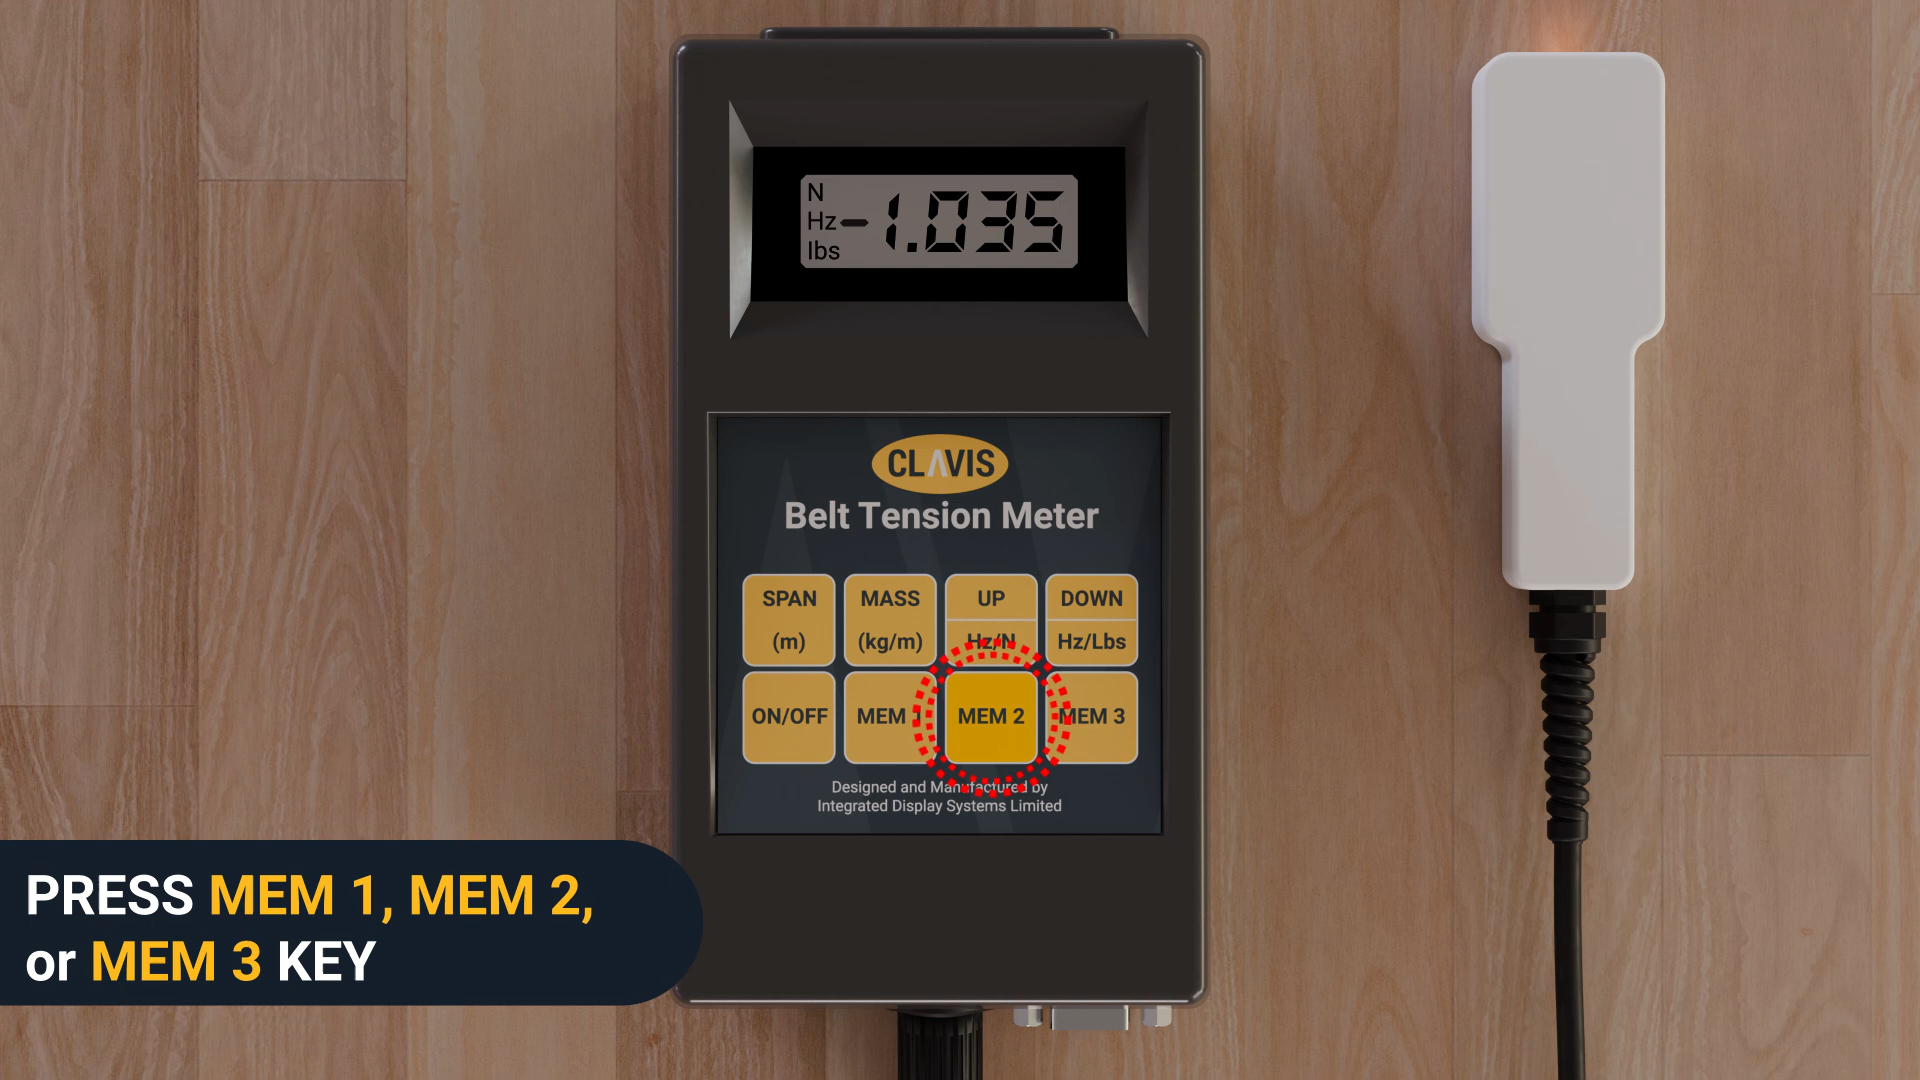 N
Hz
lbs
-1.035
CLAVIS
Belt Tension Meter
SPAN
(m)
MASS
(kg/m)
UP
Hz/N
DOWN
Hz/Lbs
ON/OFF
MEM 1
MEM 2
MEM 3
Designed and Manufactured by
Integrated Display Systems Limited
PRESS MEM 1, MEM 2,
or MEM 3 KEY